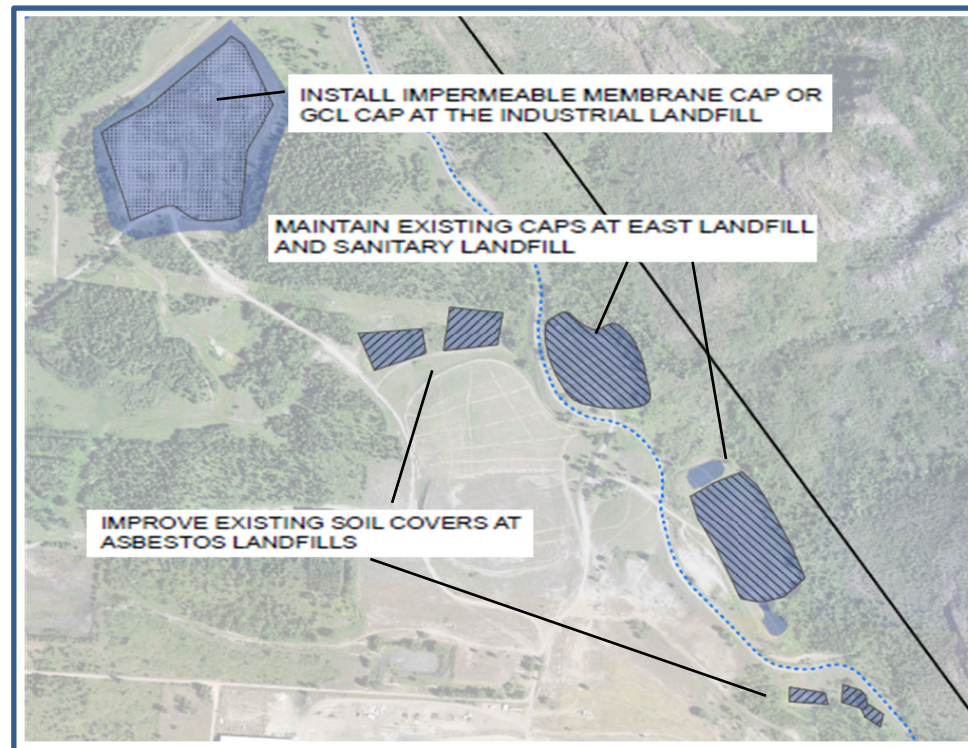 INSTALL IMPERMEABLE MEMBRANE CAP OR
GCL CAP AT THE INDUSTRIAL LANDFILL
MAINTAIN EXISTING CAPS AT EAST LANDFILL
AND SANITARY LANDFILL
IMPROVE EXISTING SOIL COVERS AT
ASBESTOS LANDFILLS